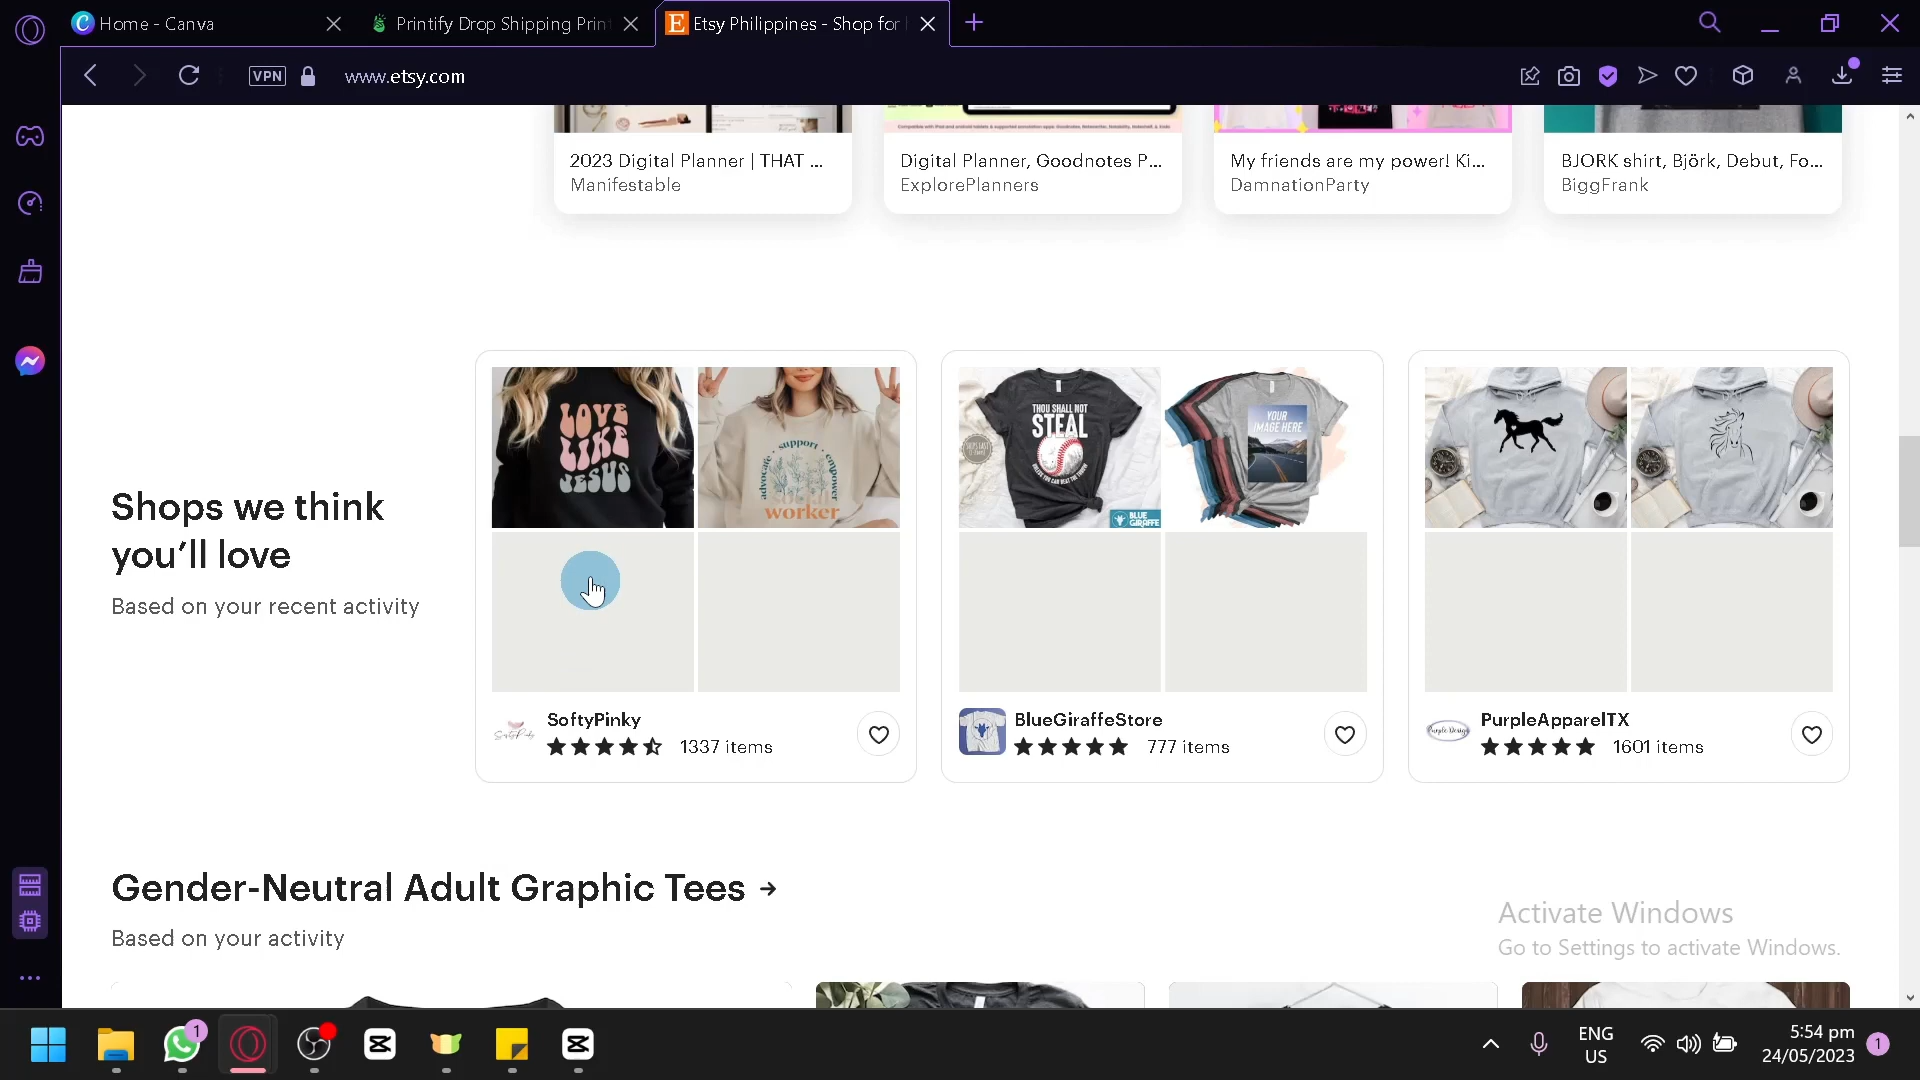 Home - Canva
Printify Drop Shipping Prin
Etsy Philippines - Shop for
VPN
www.etsy.com
2023 Digital Planner | THAT ...
Manifestable
Digital Planner, Goodnotes P...
ExplorePlanners
My friends are my power! Ki...
DamnationParty
BJORK shirt, Björk, Debut, Fo...
BiggFrank
Shops we think
you'll love
Based on your recent activity
LOVE
LIKE
JESUS
advocate · support · empower
worker
THOU SHALL NOT
STEAL
BLUE
GIRAFFE
YOUR
IMAGE HERE
SoftyPinky
1337 items
BlueGiraffeStore
777 items
PurpleApparelTX
1601 items
Gender-Neutral Adult Graphic Tees →
Based on your activity
Activate Windows
Go to Settings to activate Windows.
1
ENG
US
5:54 pm
24/05/2023
1